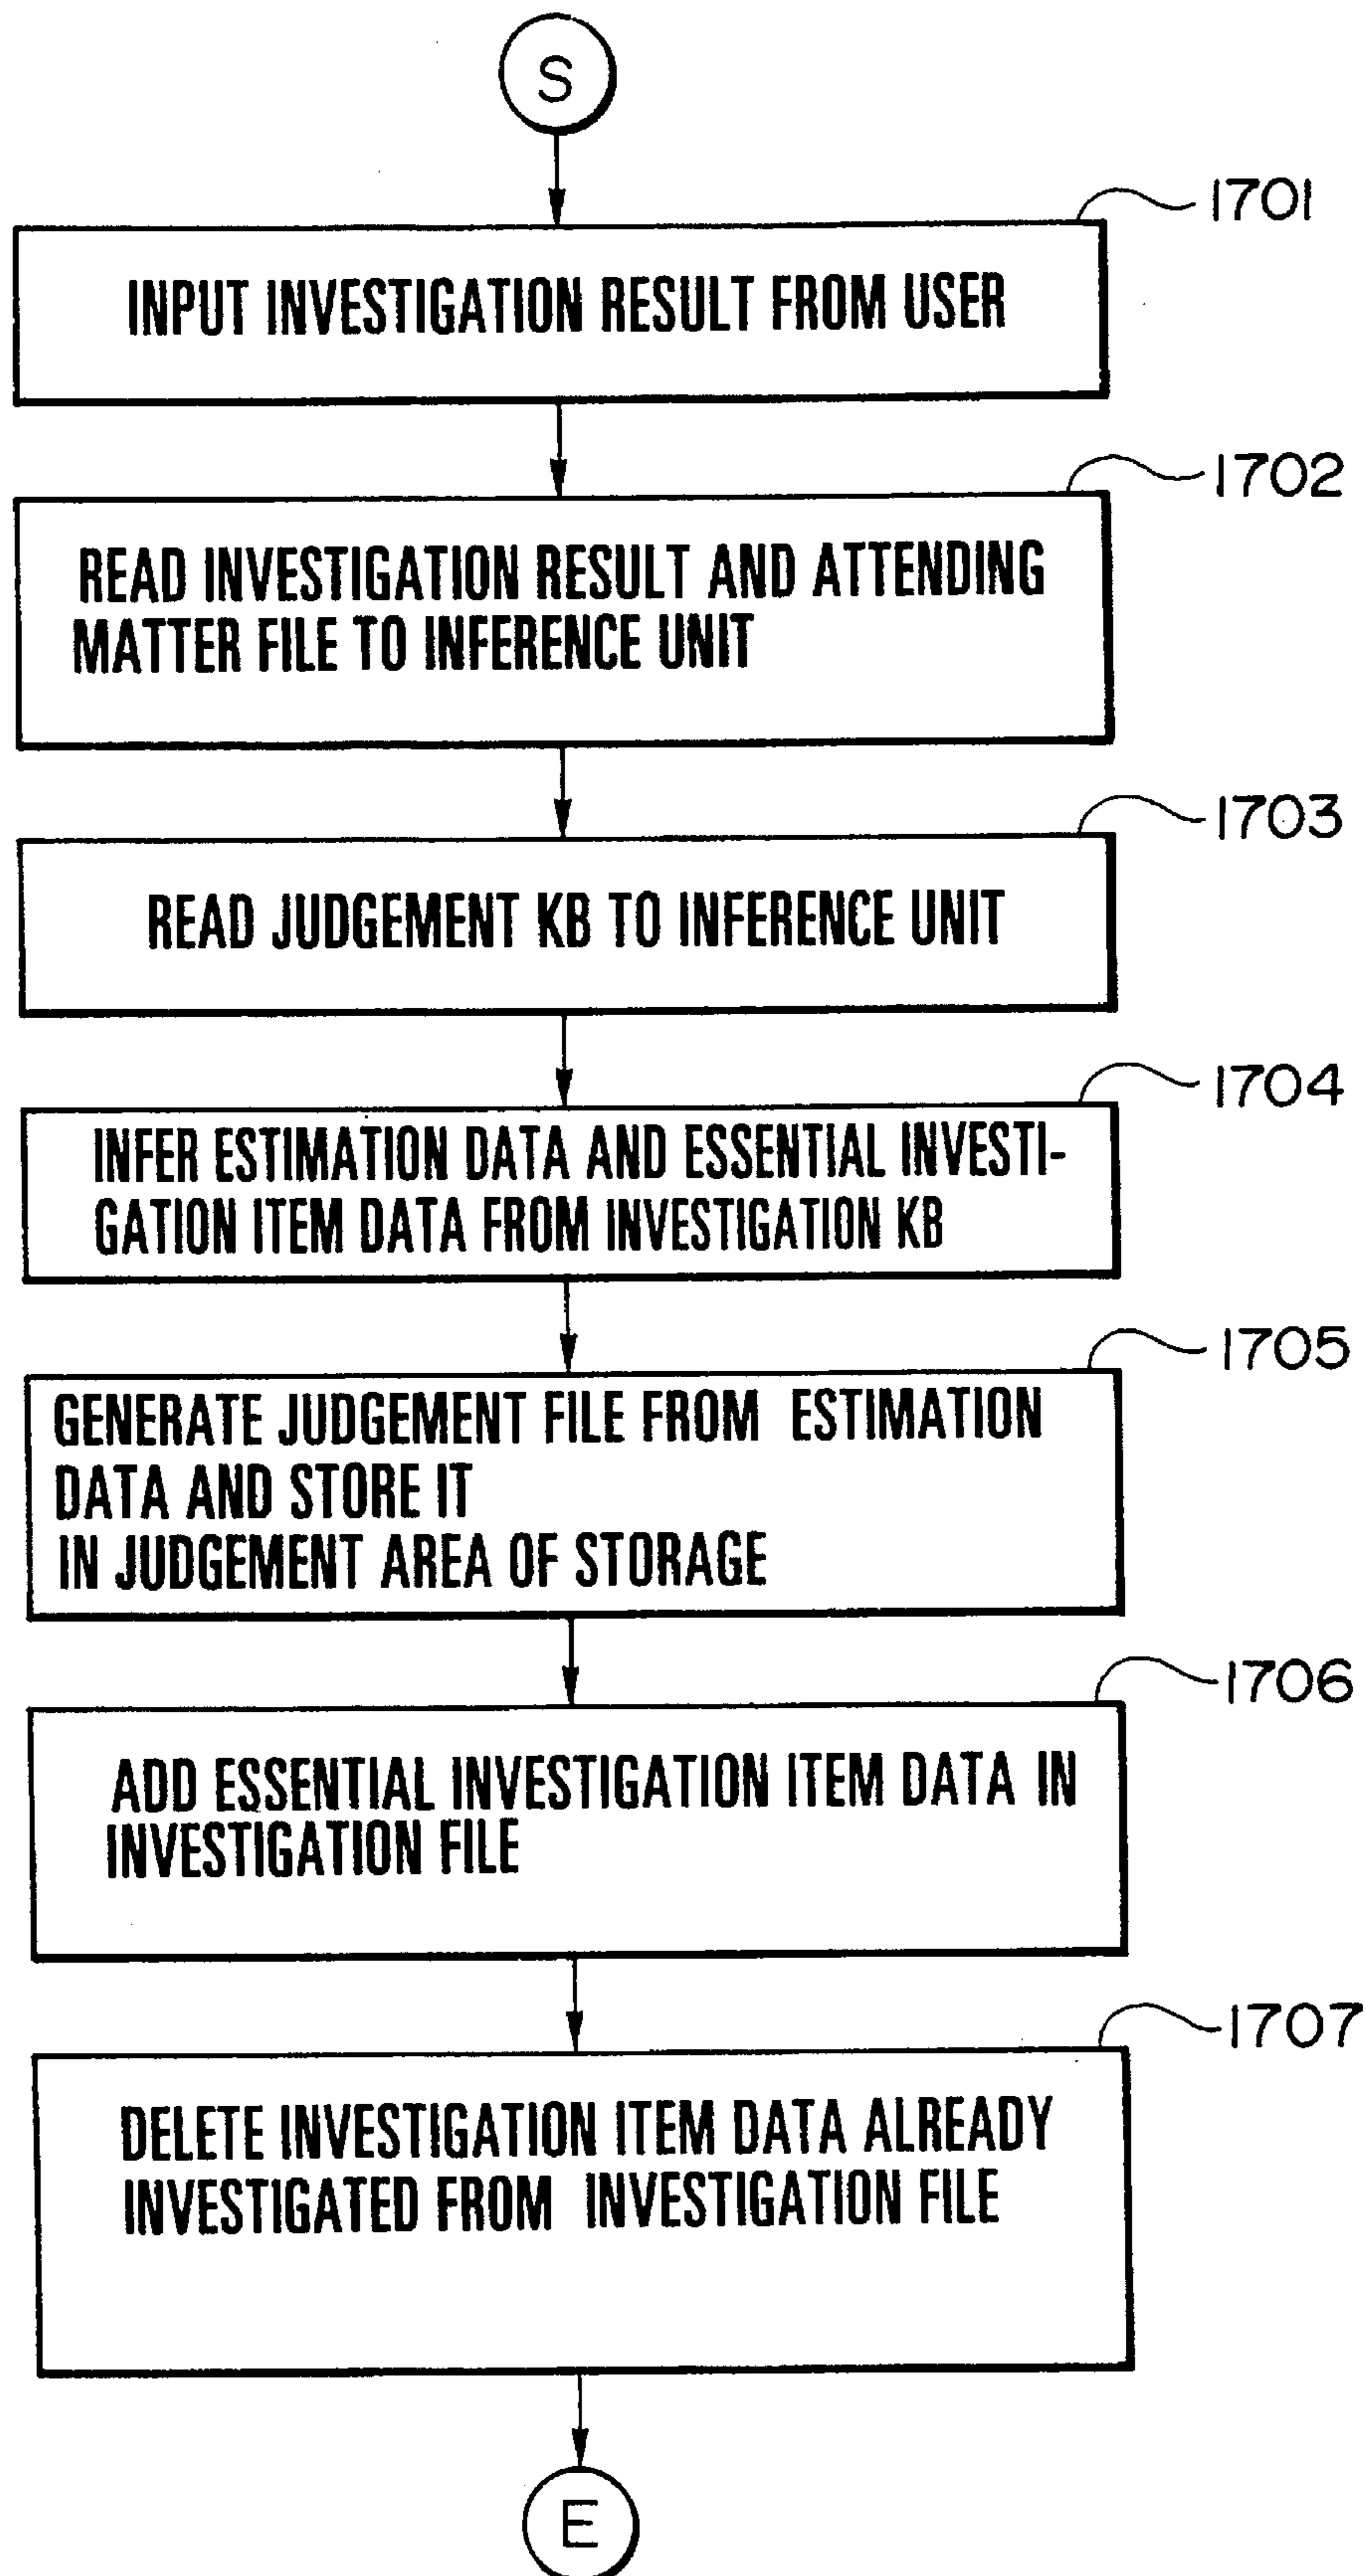 S
1701
INPUT INVESTIGATION RESULT FROM USER
1702
READ INVESTIGATION RESULT AND ATTENDING
MATTER FILE TO INFERENCE UNIT
1703
READ JUDGEMENT KB TO INFERENCE UNIT
1704
INFER ESTIMATION DATA AND ESSENTIAL INVESTI-
GATION ITEM DATA FROM INVESTIGATION KB
1705
GENERATE JUDGEMENT FILE FROM ESTIMATION
DATA AND STORE IT
IN JUDGEMENT AREA OF STORAGE
1706
ADD ESSENTIAL INVESTIGATION ITEM DATA IN
INVESTIGATION FILE
1707
DELETE INVESTIGATION ITEM DATA ALREADY
INVESTIGATED FROM INVESTIGATION FILE
E